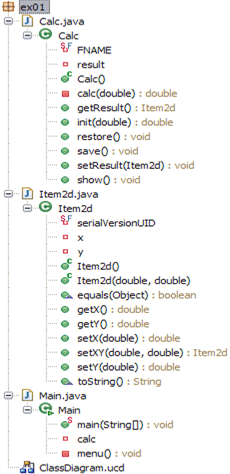 ex01
Calc.java
Calc
S F FNAME
result
C Calc()
calc(double) : double
getResult() : Item2d
init(double) : double
restore() : void
save() : void
setResult(Item2d) : void
show() : void
Item2d.java
Item2d
S F serialVersionUID
x
y
C Item2d()
C Item2d(double, double)
equals(Object) : boolean
getX() : double
getY() : double
setX(double) : double
setXY(double, double) : Item2d
setY(double) : double
toString() : String
Main.java
Main
S main(String[]) : void
calc
menu() : void
ClassDiagram.ucd